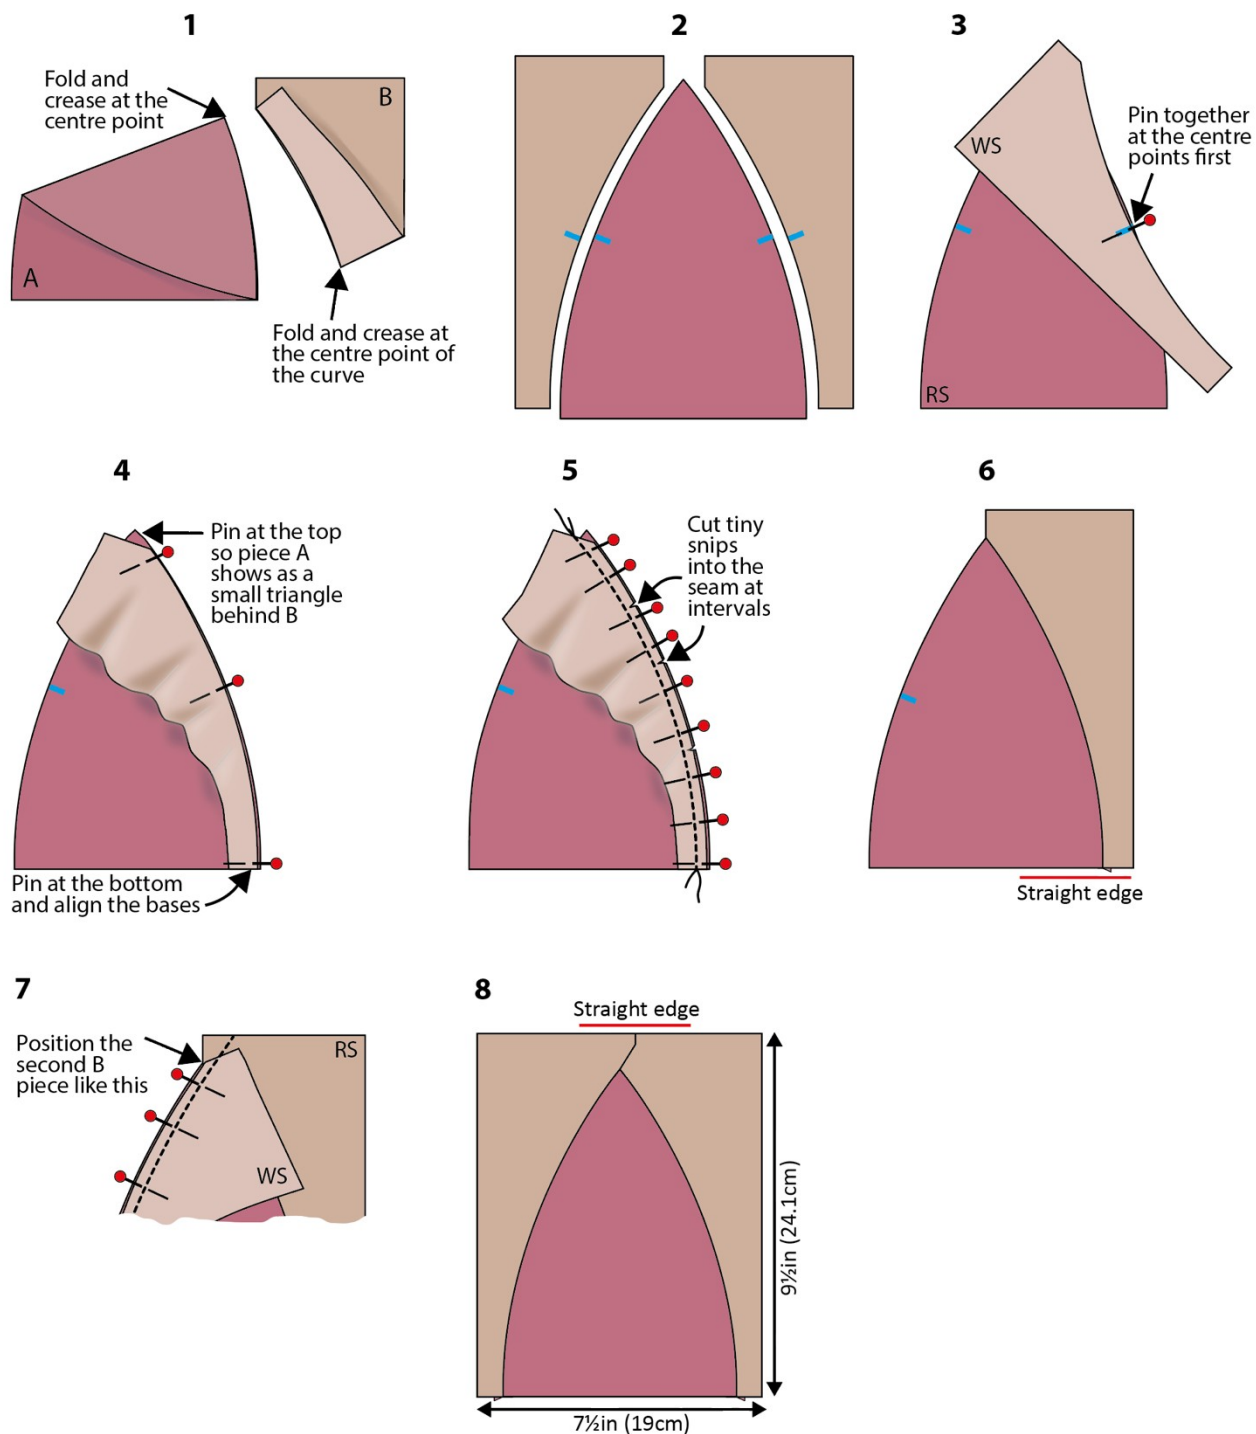 1
Fold and
crease at the
centre point
A
B
Fold and crease at
the centre point of
the curve
2
3
WS
Pin together
at the centre
points first
RS
4
Pin at the top
so piece A
shows as a
small triangle
behind B
Pin at the bottom
and align the bases
5
Cut tiny
snips
into the
seam at
intervals
6
Straight edge
7
Position the
second B
piece like this
RS
WS
8
Straight edge
9½in (24.1cm)
7½in (19cm)